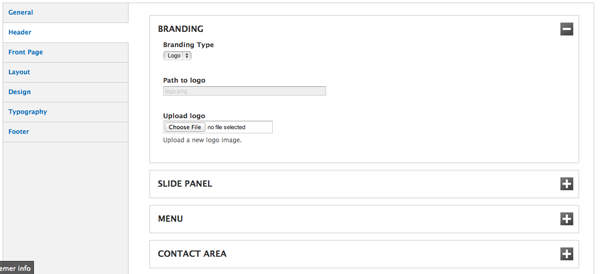 General
Header
Front Page
Layout
Design
Typography
Footer
BRANDING
Branding Type
Logo
Path to logo
logo.png
Upload logo
Choose File no file selected
Upload a new logo image.
SLIDE PANEL
MENU
CONTACT AREA
emer info